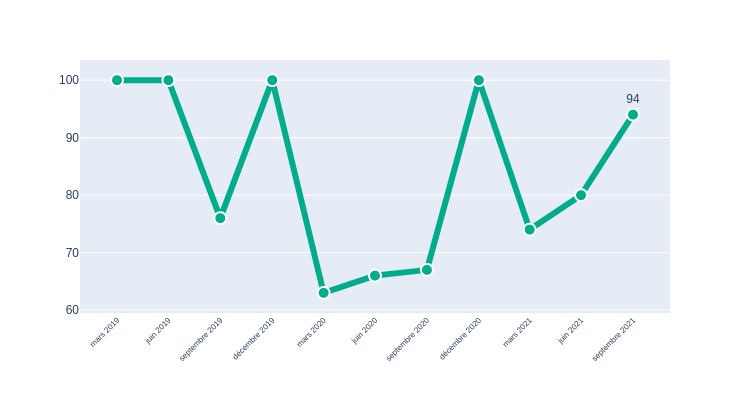 100
90
80
70
60
94
mars 2019
juin 2019
septembre 2019
décembre 2019
mars 2020
juin 2020
septembre 2020
décembre 2020
mars 2021
juin 2021
septembre 2021